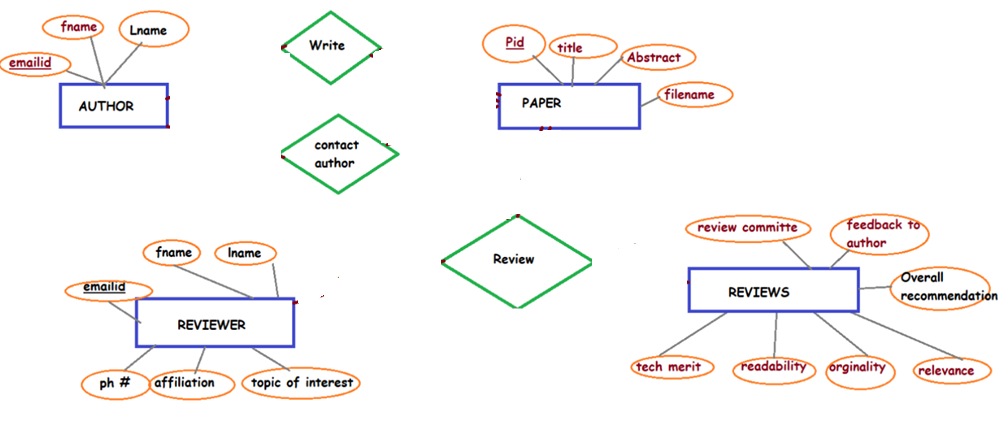 fname
Lname
emailid
AUTHOR
Write
contact
author
Pid
title
Abstract
filename
PAPER
fname
lname
emailid
REVIEWER
ph #
affiliation
topic of interest
Review
review committe
feedback to
author
Overall
recommendation
REVIEWS
tech merit
readability
orginality
relevance